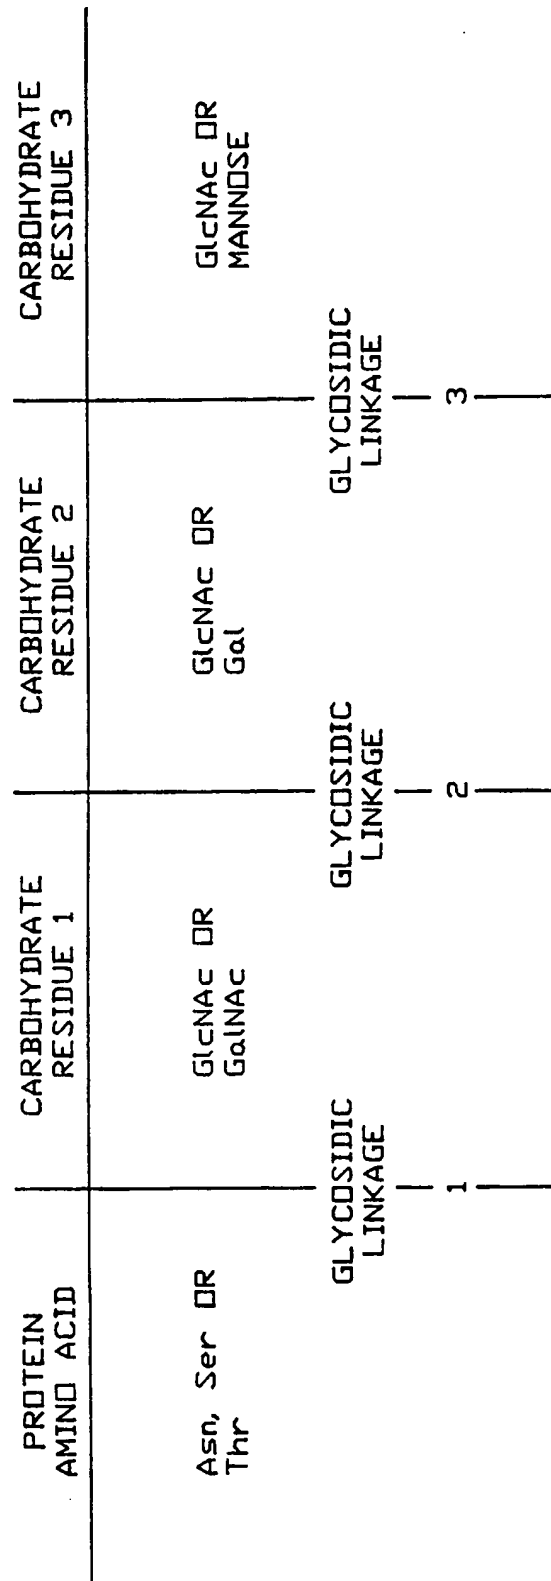 PROTEIN
AMINO ACID
CARBOHYDRATE
RESIDUE 1
CARBOHYDRATE
RESIDUE 2
CARBOHYDRATE
RESIDUE 3
Asn, Ser OR
Thr
GlcNAc OR
GalNAc
GlcNAc OR
Gal
GlcNAc OR
MANNOSE
GLYCOSIDIC
LINKAGE
1
GLYCOSIDIC
LINKAGE
2
GLYCOSIDIC
LINKAGE
3